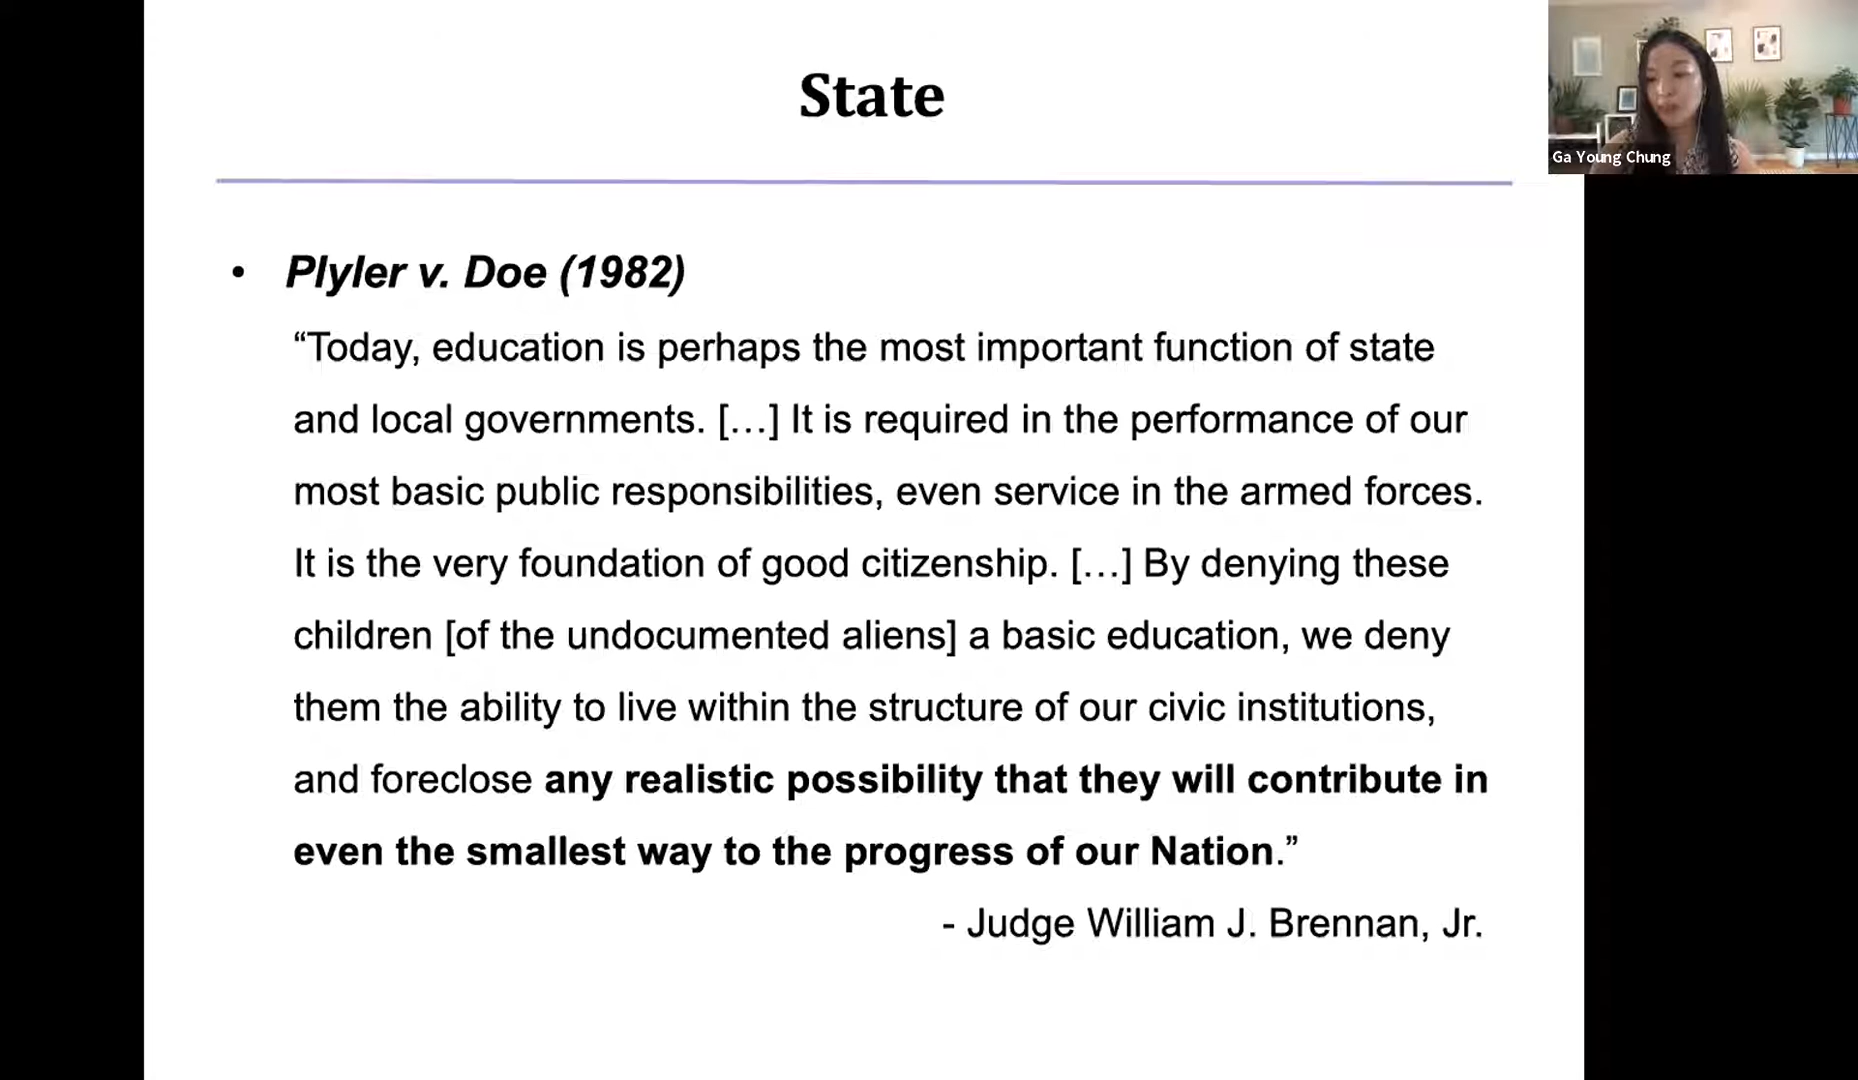 State
Ga Young Chung
• Plyler v. Doe (1982)
“Today, education is perhaps the most important function of state
and local governments. […] It is required in the performance of our
most basic public responsibilities, even service in the armed forces.
It is the very foundation of good citizenship. […] By denying these
children [of the undocumented aliens] a basic education, we deny
them the ability to live within the structure of our civic institutions,
and foreclose any realistic possibility that they will contribute in
even the smallest way to the progress of our Nation.”
- Judge William J. Brennan, Jr.